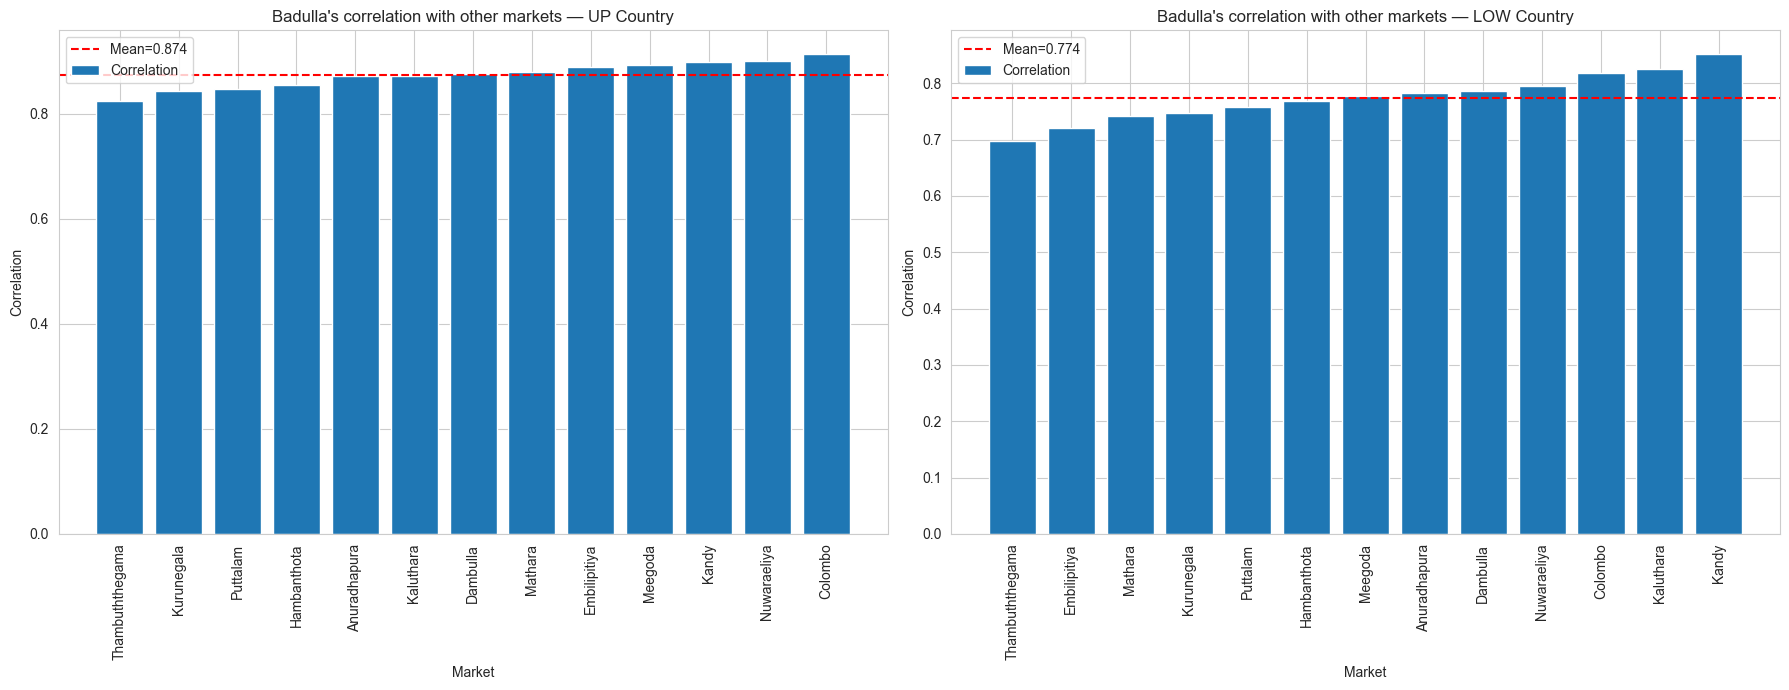 Badulla's correlation with other markets — UP Country
Mean=0.874
Correlation
Correlation
0.8
0.6
0.4
0.2
0.0
Thambuththegama
Kurunegala
Puttalam
Hambanthota
Anuradhapura
Kaluthara
Dambulla
Mathara
Embilipitiya
Meegoda
Kandy
Nuwaraeliya
Colombo
Market
Badulla's correlation with other markets — LOW Country
Mean=0.774
Correlation
Correlation
0.8
0.7
0.6
0.5
0.4
0.3
0.2
0.1
0.0
Thambuththegama
Embilipitiya
Mathara
Kurunegala
Puttalam
Hambanthota
Meegoda
Anuradhapura
Dambulla
Nuwaraeliya
Colombo
Kaluthara
Kandy
Market